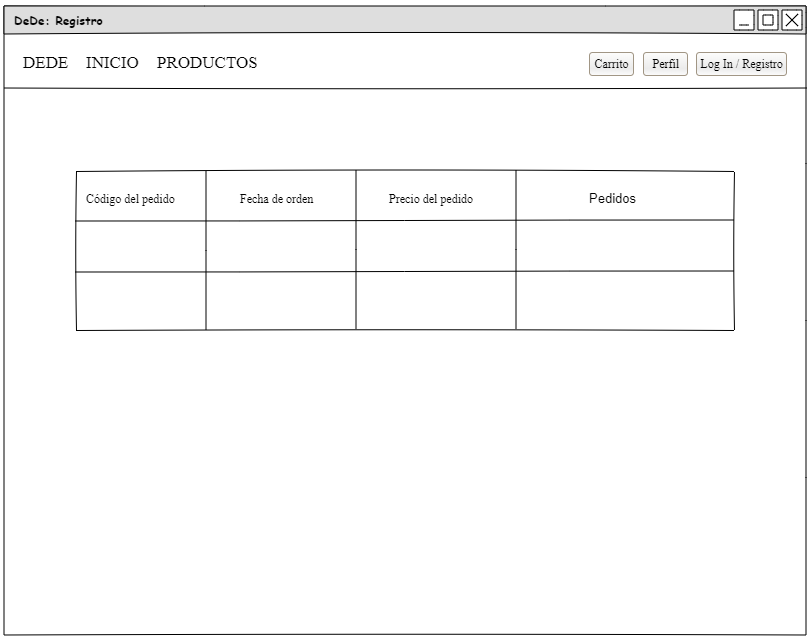 DeDe: Registro
DEDE INICIO PRODUCTOS Carrito Perfil Log In / Registro
Código del pedido Fecha de orden Precio del pedido Pedidos